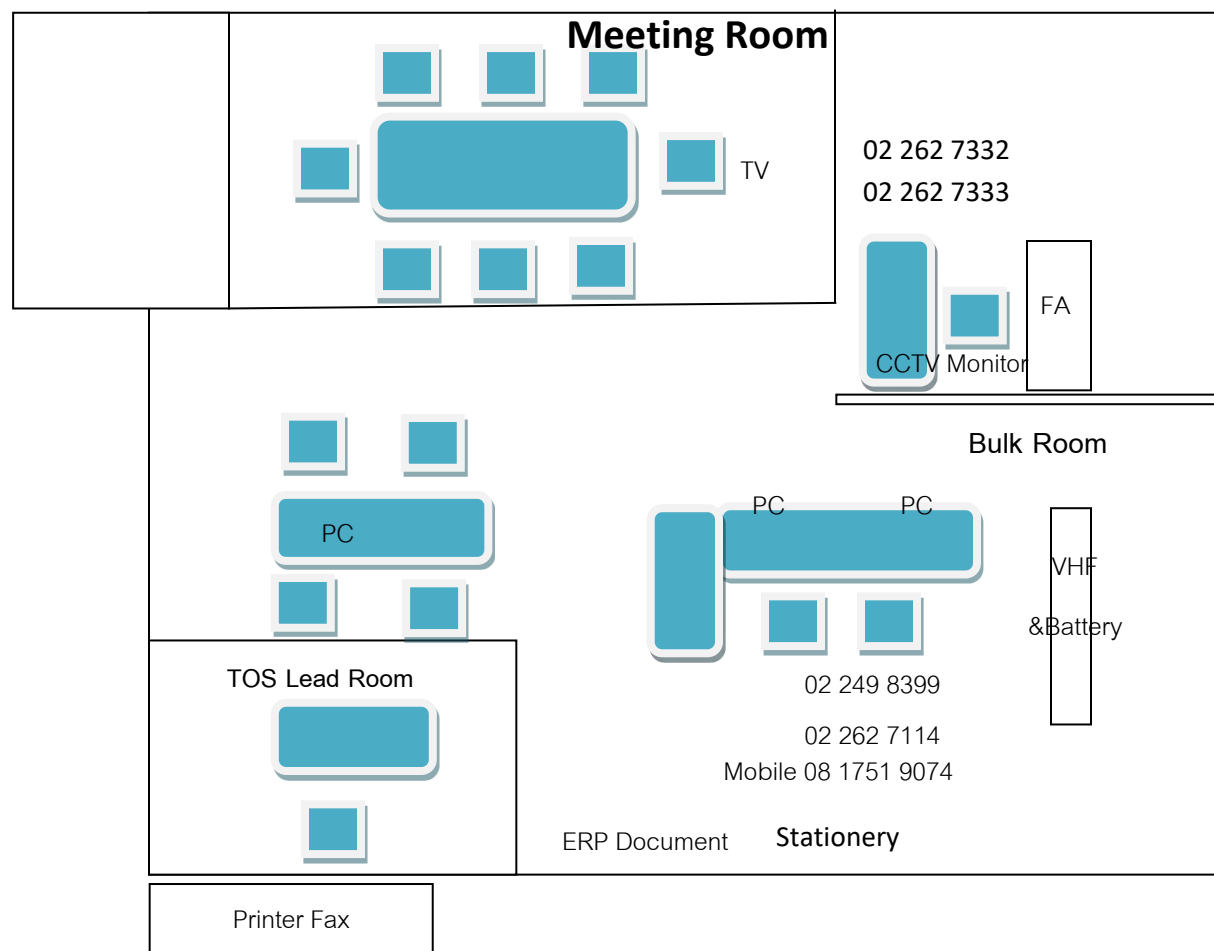 Meeting Room
TV
02 262 7332
02 262 7333
FA
CCTV Monitor
Bulk Room
PC
PC PC
VHF
&Battery
TOS Lead Room
02 249 8399
02 262 7114
Mobile 08 1751 9074
ERP Document
Stationery
Printer Fax